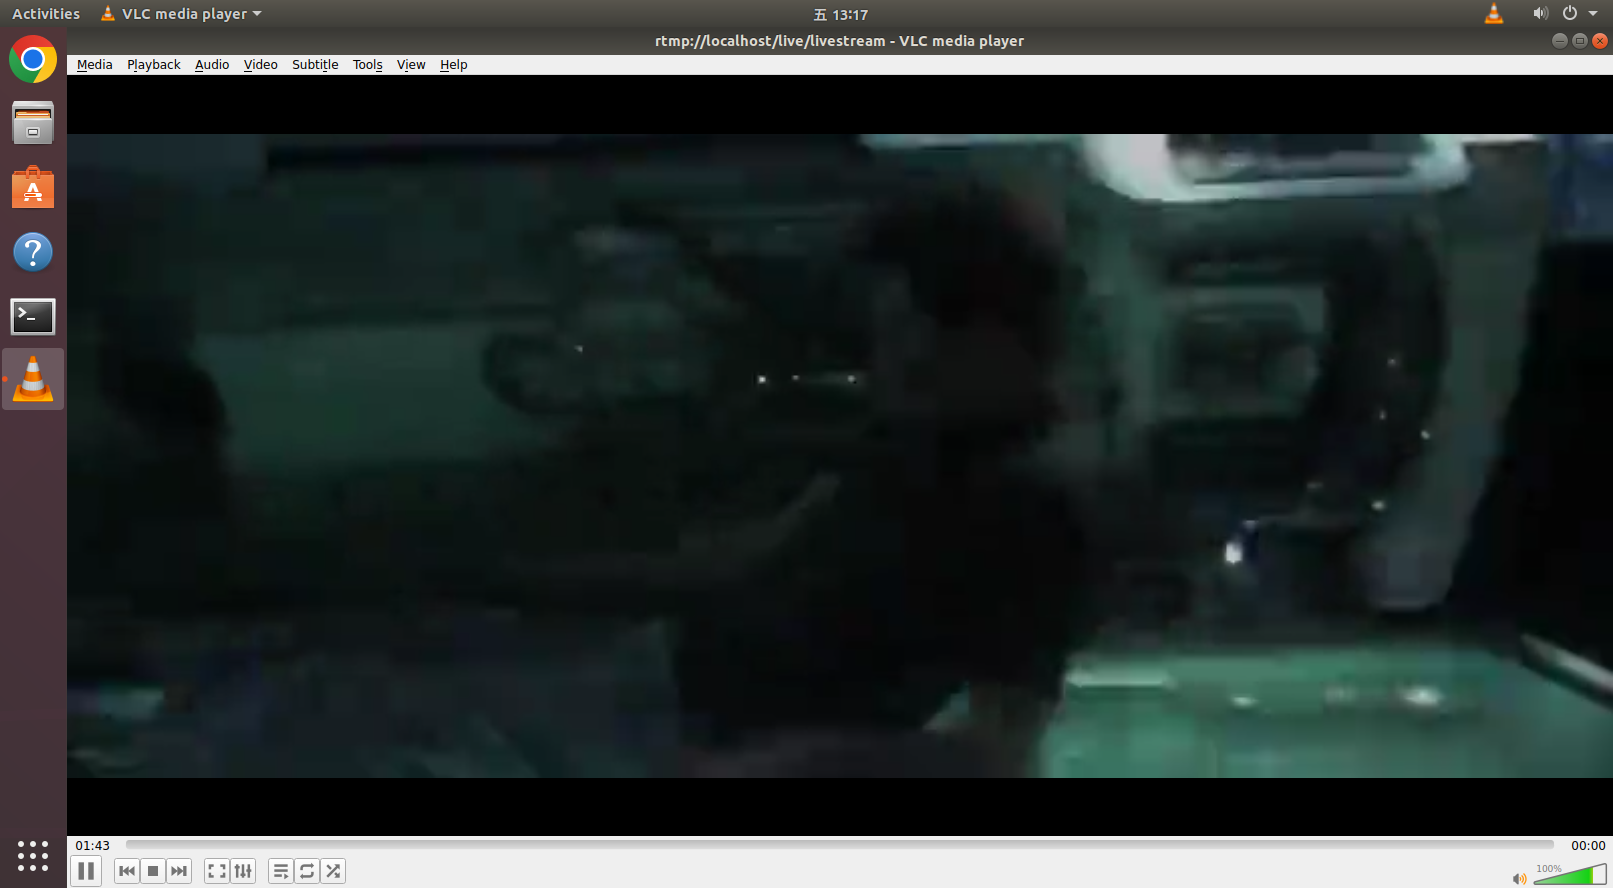 Activities VLC media player 五 13:17
rtmp://localhost/live/livestream - VLC media player
Media Playback Audio Video Subtitle Tools View Help
01:43 00:00
100%